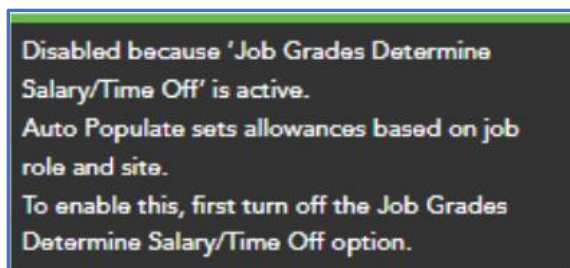 Disabled because 'Job Grades Determine
Salary/Time Off' is active.
Auto Populate sets allowances based on job
role and site.
To enable this, first turn off the Job Grades
Determine Salary/Time Off option.